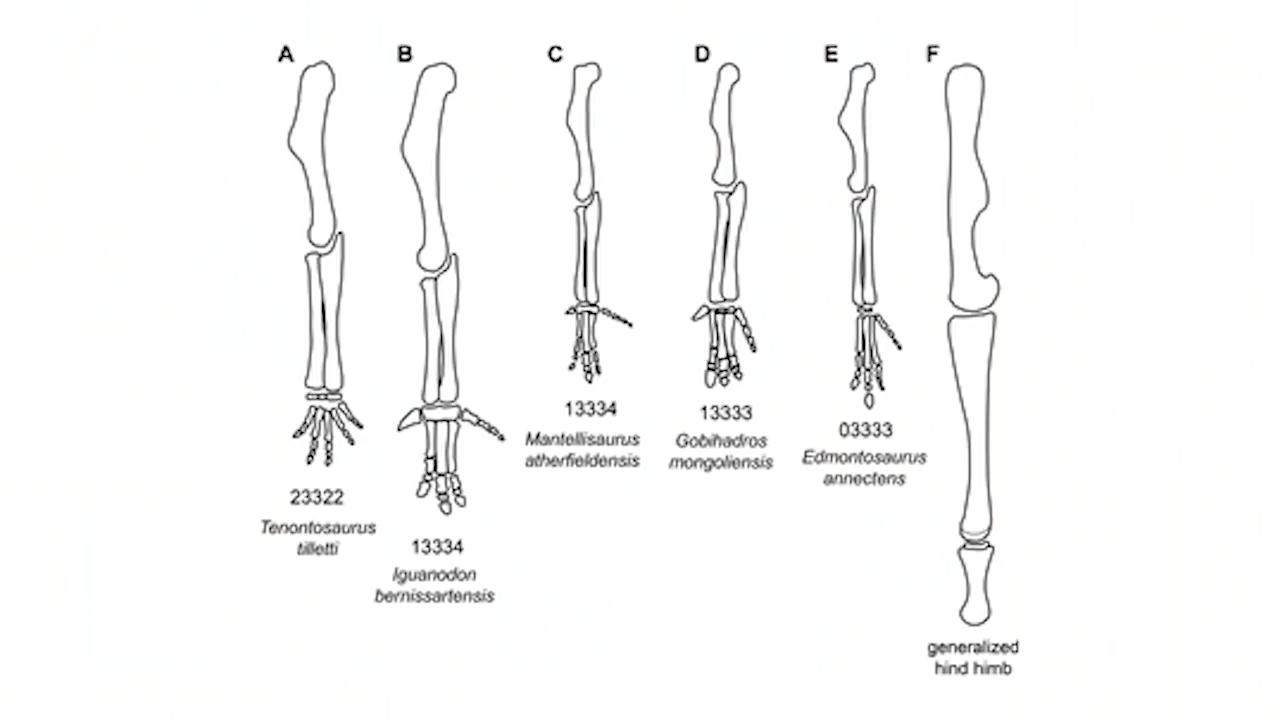 A
B
C
D
E
F
23322
Tenontosaurus
tilletti
13334
Iguanodon
bernissartensis
13334
Mantellisaurus
atherfieldensis
13333
Gobihadros
mongoliensis
03333
Edmontosaurus
annectens
generalized
hind himb